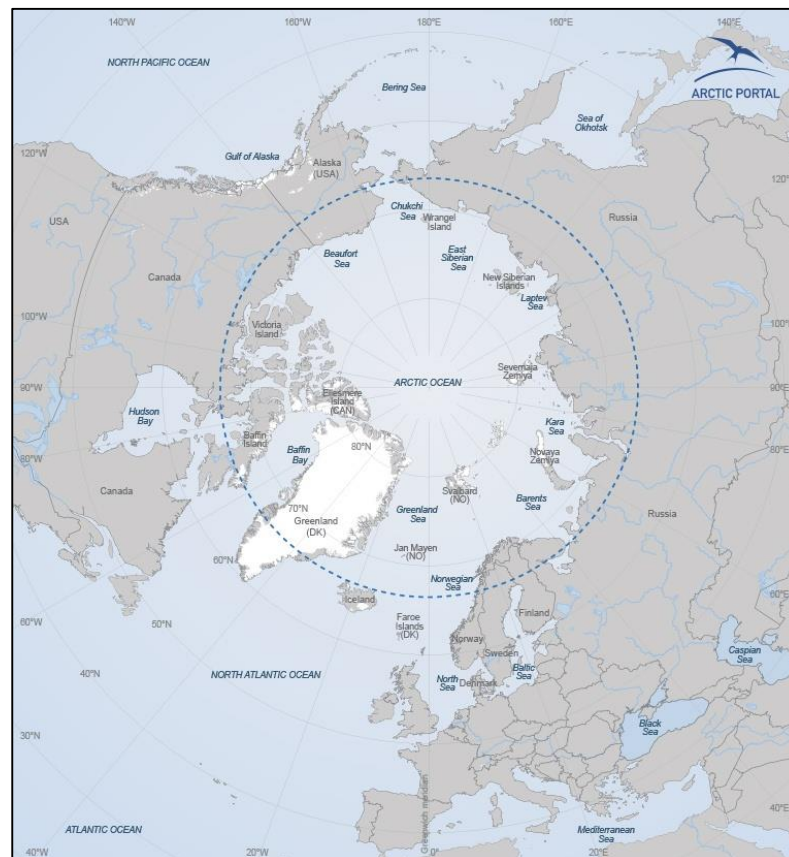 140°W
160°W
180°E
160°E
140°E
NORTH PACIFIC OCEAN
Bering Sea
ARCTIC PORTAL
Sea of
Okhotsk
120°W
Gulf of Alaska
Alaska
(USA)
120°
Chukchi
Sea
Wrangel
Island
USA
Russia
Canada
Beaufort
Sea
East
Siberian
Sea
New Siberian
Islands
Laptev
Sea
100°W
100°E
Victoria
Island
ARCTIC OCEAN
Severnaja
Zemlya
90°W
90°E
Ellesmere
Island
(CAN)
Hudson
Bay
Baffin
Island
Baffin
Bay
80°N
Kara
Sea
Novaya
Zemlya
80°W
80°E
Canada
Svalbard
(NO)
Barents
Sea
70°N
Greenland
(DK)
Greenland
Sea
Russia
Jan Mayen
(NO)
60°N
Norwegian
Sea
60°E
Iceland
Finland
60°W
50°N
Faroe
Islands
(DK)
Norway
Sweden
Caspian
Sea
40°N
NORTH ATLANTIC OCEAN
North
Sea
Denmark
Baltic
Sea
30°N
Black
Sea
Greenwich meridian
40°E
ATLANTIC OCEAN
Mediterranean
Sea
40°W
20°W
0°
20°E